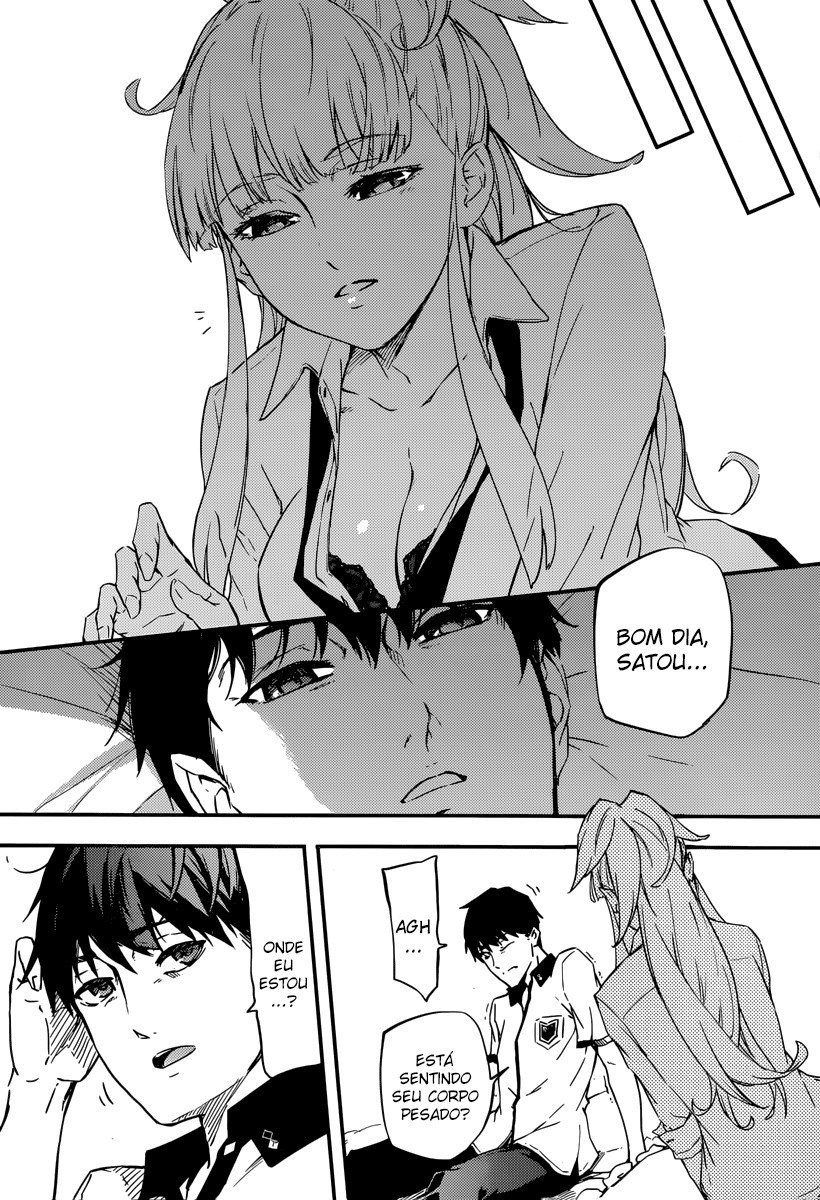 BOM DIA,
SATOU...
AGH
...
ESTÁ
SENTINDO
SEU CORPO
PESADO?
ONDE
EU
ESTOU
...?